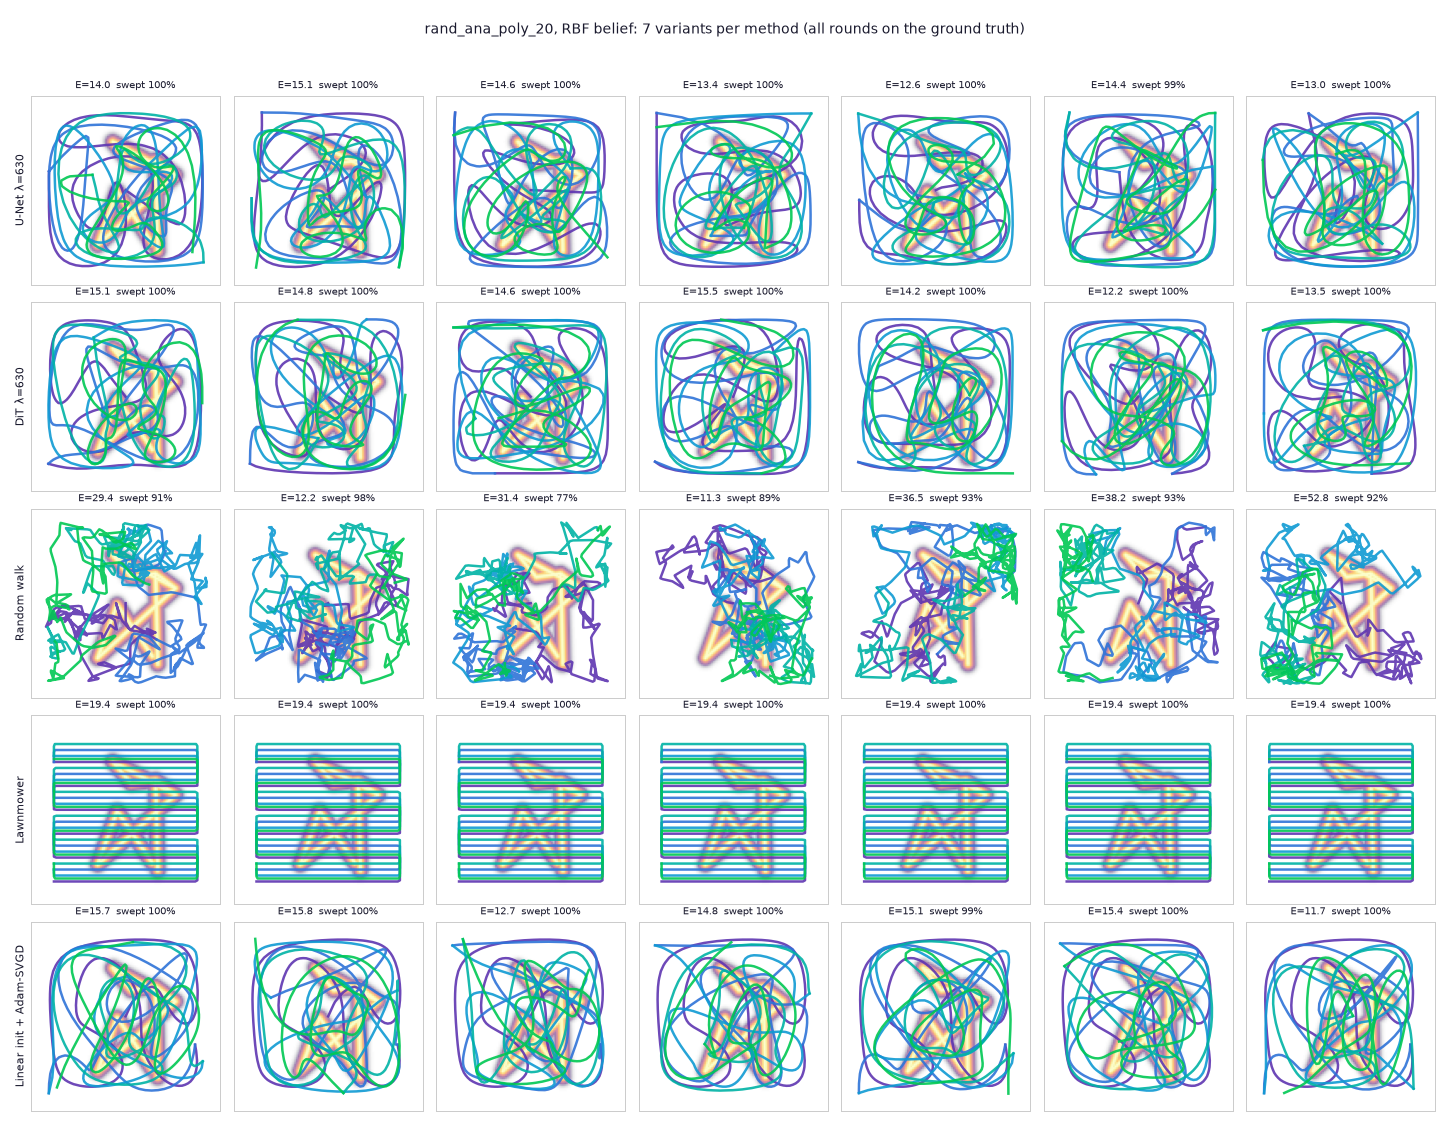 rand_ana_poly_20, RBF belief: 7 variants per method (all rounds on the ground truth)
E=14.0 swept 100%
E=15.1 swept 100%
E=14.6 swept 100%
E=13.4 swept 100%
E=12.6 swept 100%
E=14.4 swept 99%
E=13.0 swept 100%
U-Net λ=630
E=15.1 swept 100%
E=14.8 swept 100%
E=14.6 swept 100%
E=15.5 swept 100%
E=14.2 swept 100%
E=12.2 swept 100%
E=13.5 swept 100%
DiT λ=630
E=29.4 swept 91%
E=12.2 swept 98%
E=31.4 swept 77%
E=11.3 swept 89%
E=36.5 swept 93%
E=38.2 swept 93%
E=52.8 swept 92%
Random walk
E=19.4 swept 100%
E=19.4 swept 100%
E=19.4 swept 100%
E=19.4 swept 100%
E=19.4 swept 100%
E=19.4 swept 100%
E=19.4 swept 100%
Lawnmower
E=15.7 swept 100%
E=15.8 swept 100%
E=12.7 swept 100%
E=14.8 swept 100%
E=15.1 swept 99%
E=15.4 swept 100%
E=11.7 swept 100%
Linear init + Adam-SVGD